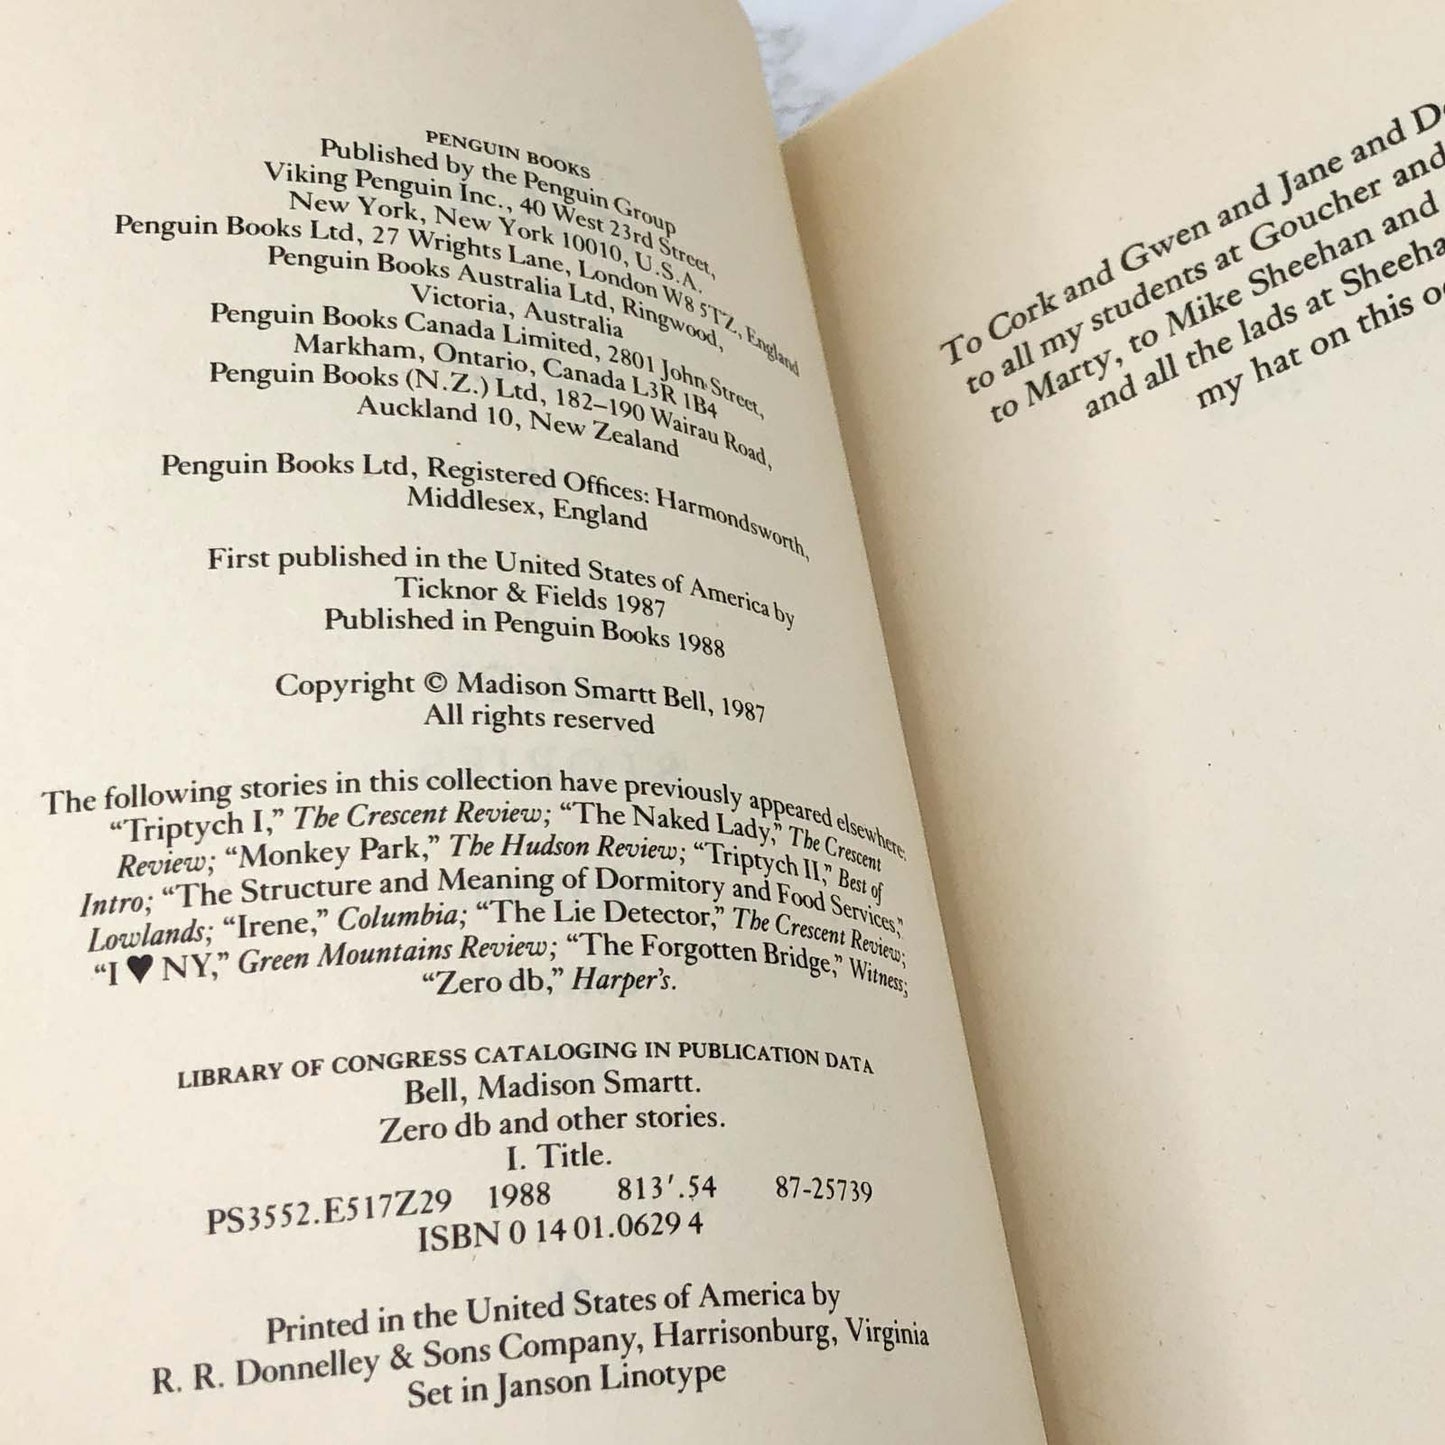 PENGUIN BOOKS
Published by the Penguin Group
Viking Penguin Inc., 40 West 23rd Street,
New York, New York 10010, U.S.A.
Penguin Books Ltd, 27 Wrights Lane, London W8 5TZ, England
Penguin Books Australia Ltd, Ringwood,
Victoria, Australia
Penguin Books Canada Limited, 2801 John Street,
Markham, Ontario, Canada L3R 1B4
Penguin Books (N.Z.) Ltd, 182–190 Wairau Road,
Auckland 10, New Zealand
Penguin Books Ltd, Registered Offices: Harmondsworth,
Middlesex, England
First published in the United States of America by
Ticknor & Fields 1987
Published in Penguin Books 1988
Copyright © Madison Smartt Bell, 1987
All rights reserved
The following stories in this collection have previously appeared elsewhere:
“Triptych I,” The Crescent Review; “The Naked Lady,” The Crescent
Review; “Monkey Park,” The Hudson Review; “Triptych II,” Best of
Intro; “The Structure and Meaning of Dormitory and Food Services,”
Lowlands; “Irene,” Columbia; “The Lie Detector,” The Crescent Review;
“I ♥ NY,” Green Mountains Review; “The Forgotten Bridge,” Witness;
“Zero db,” Harper’s.
LIBRARY OF CONGRESS CATALOGING IN PUBLICATION DATA
Bell, Madison Smartt.
Zero db and other stories.
I. Title.
PS3552.E517Z29 1988 813′.54 87-25739
ISBN 0 14 01.0629 4
Printed in the United States of America by
R. R. Donnelley & Sons Company, Harrisonburg, Virginia
Set in Janson Linotype
To Cork and Gwen and Jane and
to all my students at Goucher and
to Marty, to Mike Sheehan and
and all the lads at
my hat on this